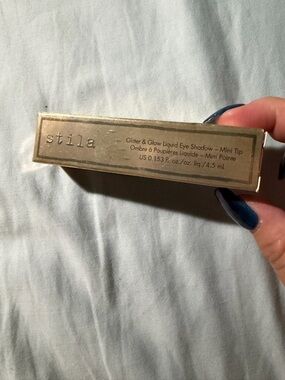 stila
Glitter & Glow Liquid Eye Shadow – Mini Tip
Ombre à Paupières Liquide – Mini Pointe
US 0.153 fl. oz./oz. liq./4.5 mL